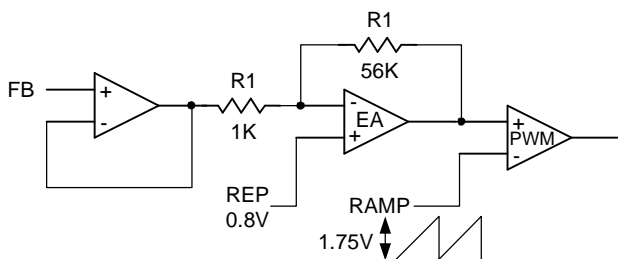 R1
56K
R1
1K
FB
+
-
-
+
EA
+
-
PWM
REP
0.8V
RAMP
1.75V